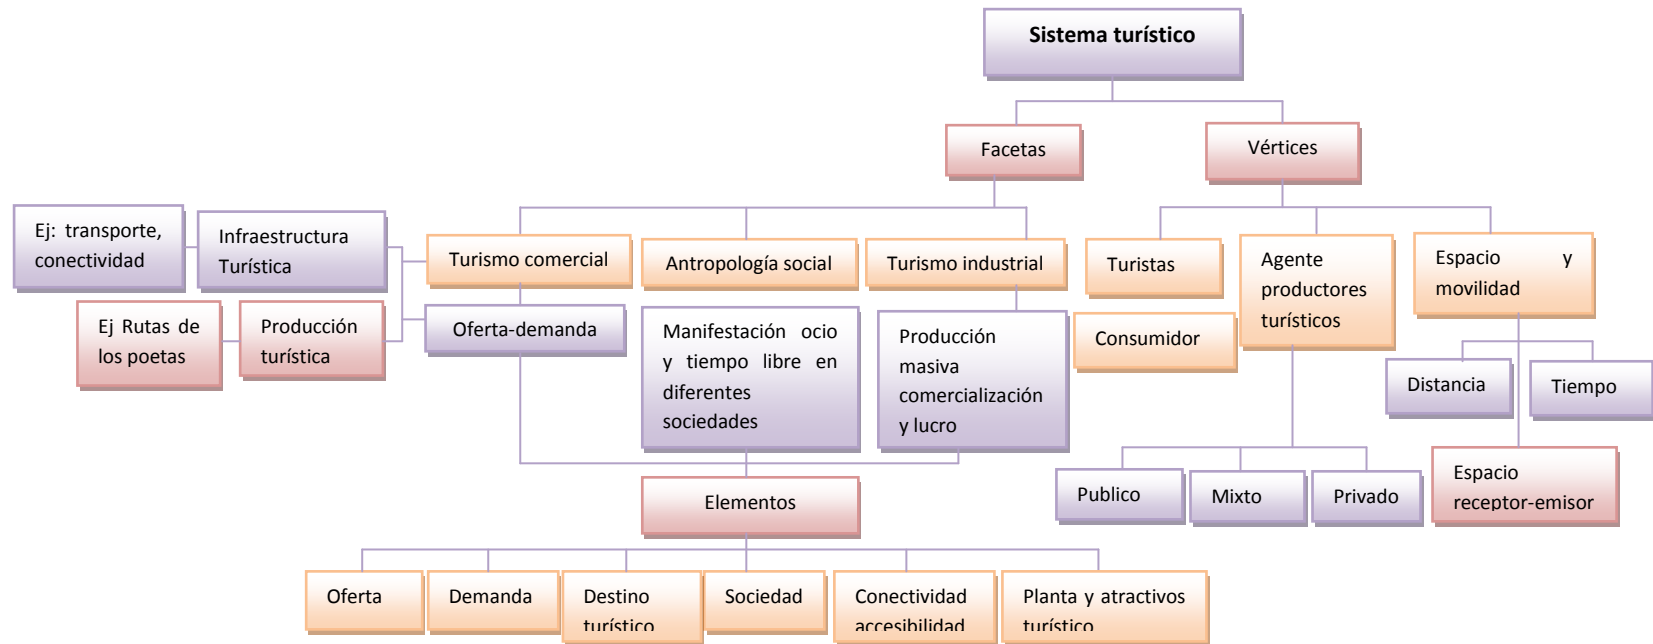 Sistema turístico
Facetas
Vértices
Ej: transporte,
conectividad
Infraestructura
Turística
Turismo comercial
Antropología social
Turismo industrial
Turistas
Agente
productores
turísticos
Espacio y
movilidad
Ej Rutas de
los poetas
Producción
turística
Oferta-demanda
Manifestación ocio
y tiempo libre en
diferentes
sociedades
Producción
masiva
comercialización
y lucro
Consumidor
Distancia
Tiempo
Publico
Mixto
Privado
Espacio
receptor-emisor
Elementos
Oferta
Demanda
Destino
turístico
Sociedad
Conectividad
accesibilidad
Planta y atractivos
turístico